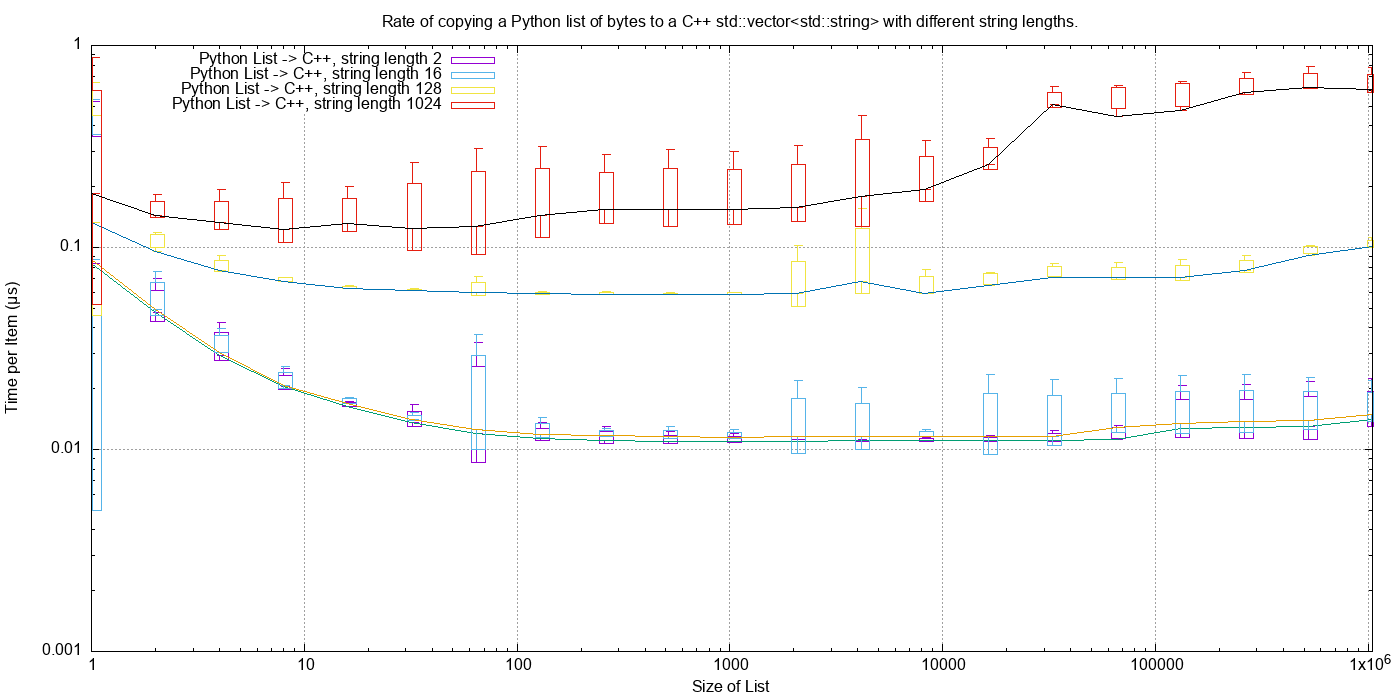 Rate of copying a Python list of bytes to a C++ std::vector<std::string> with different string lengths.
1
Python List -> C++, string length 2
Python List -> C++, string length 16
Python List -> C++, string length 128
Python List -> C++, string length 1024
0.1
Time per Item (µs)
0.01
0.001
1 10 100 1000 10000 100000 1x10⁶
Size of List